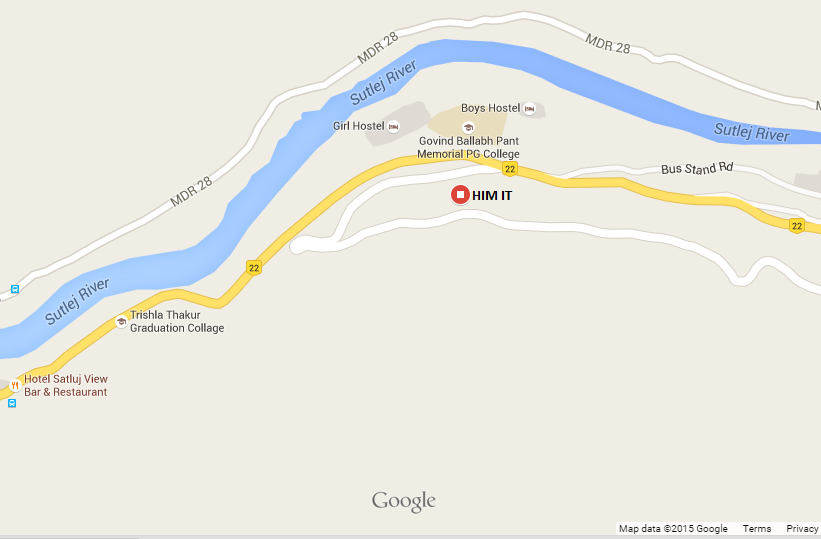 MDR 28
MDR 28
M
Sutlej River
Boys Hostel
Girl Hostel
Sutlej River
Govind Ballabh Pant
Memorial PG College
22
Bus Stand Rd
MDR 28
HIM IT
22
22
Sutlej River
Trishla Thakur
Graduation Collage
Hotel Satluj View
Bar & Restaurant
Google
Map data ©2015 Google Terms Privacy